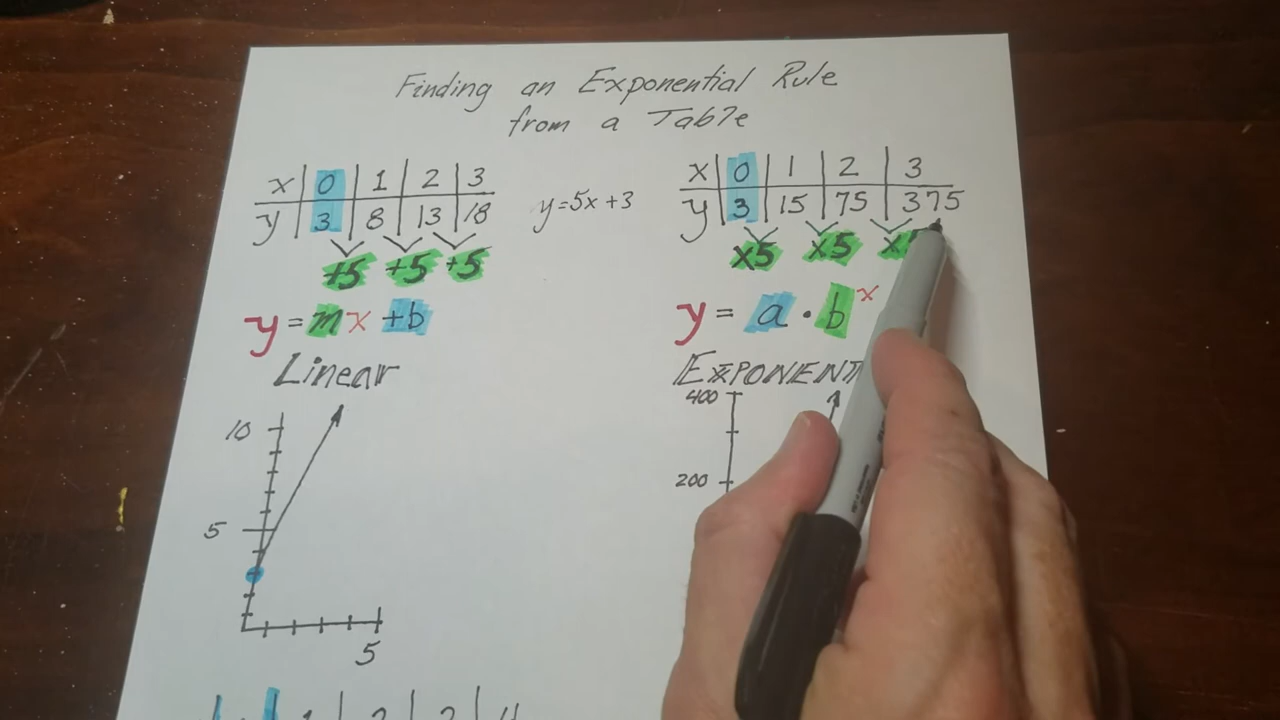 Finding an Exponential Rule
from a Table
x 0 1 2 3
y 3 8 13 18
+5 +5 +5
y=5x+3
y = mx +b
Linear
10
5
5
x 0 1 2 3
y 3 15 75 375
x5 x5
y = a · b^x
400
200